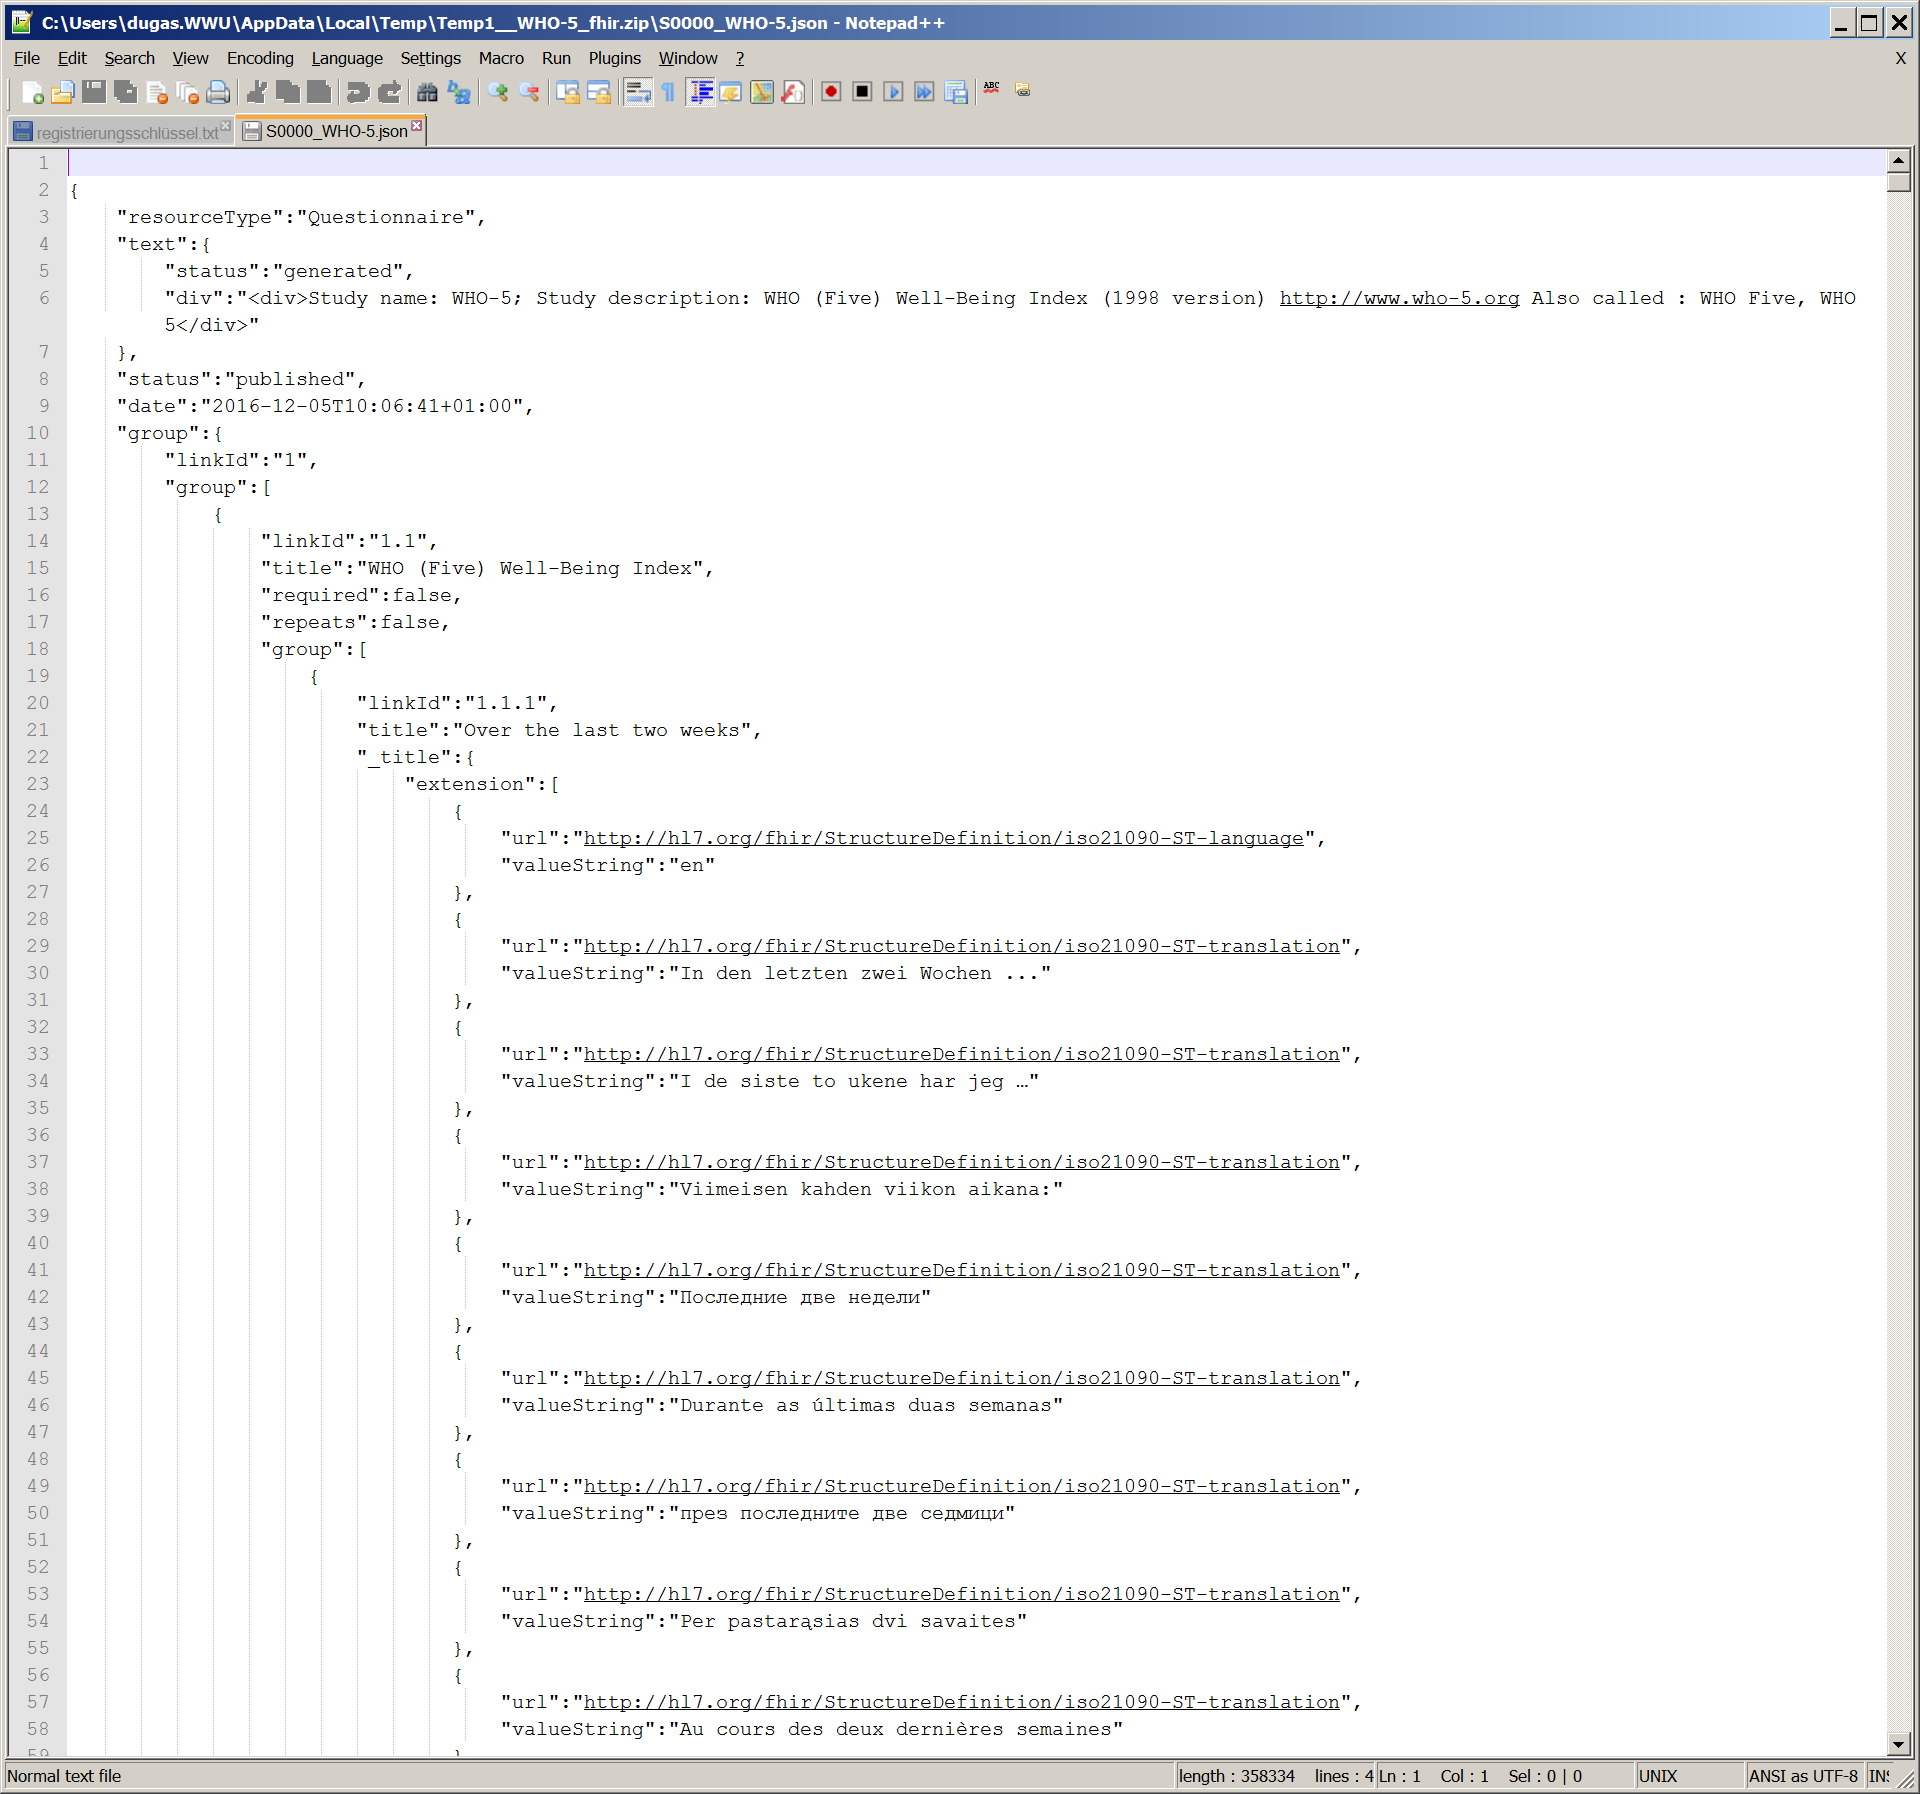 C:\Users\dugas.WWU\AppData\Local\Temp\Temp1__WHO-5_fhir.zip\S0000_WHO-5.json - Notepad++
File Edit Search View Encoding Language Settings Macro Run Plugins Window ? X
ABC
registrierungsschlüssel.txt S0000_WHO-5.json
1
2 {
3 "resourceType":"Questionnaire",
4 "text":{
5 "status":"generated",
6 "div":"<div>Study name: WHO-5; Study description: WHO (Five) Well-Being Index (1998 version) http://www.who-5.org Also called : WHO Five, WHO
5</div>"
7 },
8 "status":"published",
9 "date":"2016-12-05T10:06:41+01:00",
10 "group":{
11 "linkId":"1",
12 "group":[
13 {
14 "linkId":"1.1",
15 "title":"WHO (Five) Well-Being Index",
16 "required":false,
17 "repeats":false,
18 "group":[
19 {
20 "linkId":"1.1.1",
21 "title":"Over the last two weeks",
22 "_title":{
23 "extension":[
24 {
25 "url":"http://hl7.org/fhir/StructureDefinition/iso21090-ST-language",
26 "valueString":"en"
27 },
28 {
29 "url":"http://hl7.org/fhir/StructureDefinition/iso21090-ST-translation",
30 "valueString":"In den letzten zwei Wochen ..."
31 },
32 {
33 "url":"http://hl7.org/fhir/StructureDefinition/iso21090-ST-translation",
34 "valueString":"I de siste to ukene har jeg …"
35 },
36 {
37 "url":"http://hl7.org/fhir/StructureDefinition/iso21090-ST-translation",
38 "valueString":"Viimeisen kahden viikon aikana:"
39 },
40 {
41 "url":"http://hl7.org/fhir/StructureDefinition/iso21090-ST-translation",
42 "valueString":"Последние две недели"
43 },
44 {
45 "url":"http://hl7.org/fhir/StructureDefinition/iso21090-ST-translation",
46 "valueString":"Durante as últimas duas semanas"
47 },
48 {
49 "url":"http://hl7.org/fhir/StructureDefinition/iso21090-ST-translation",
50 "valueString":"през последните две седмици"
51 },
52 {
53 "url":"http://hl7.org/fhir/StructureDefinition/iso21090-ST-translation",
54 "valueString":"Per pastarąsias dvi savaites"
55 },
56 {
57 "url":"http://hl7.org/fhir/StructureDefinition/iso21090-ST-translation",
58 "valueString":"Au cours des deux dernières semaines"
59
Normal text file length : 358334 lines : 4 Ln : 1 Col : 1 Sel : 0 | 0 UNIX ANSI as UTF-8 INS